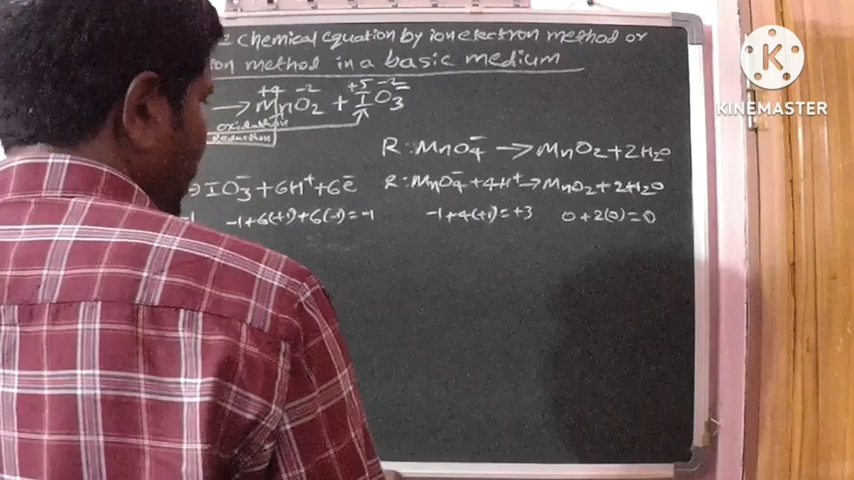 chemical equation by ion electron method or
ion method in a basic medium
+4 -2 +5 -2
→ MnO₂ + IO₃⁻
oxidation
reduction
R: MnO₄⁻ → MnO₂ + 2H₂O
→ IO₃⁻ + 6H⁺ + 6e⁻ R: MnO₄⁻ + 4H⁺ → MnO₂ + 2H₂O
-1 + 6(+1) + 6(-1) = -1 -1 + 4(+1) = +3 0 + 2(0) = 0
K
KINEMASTER